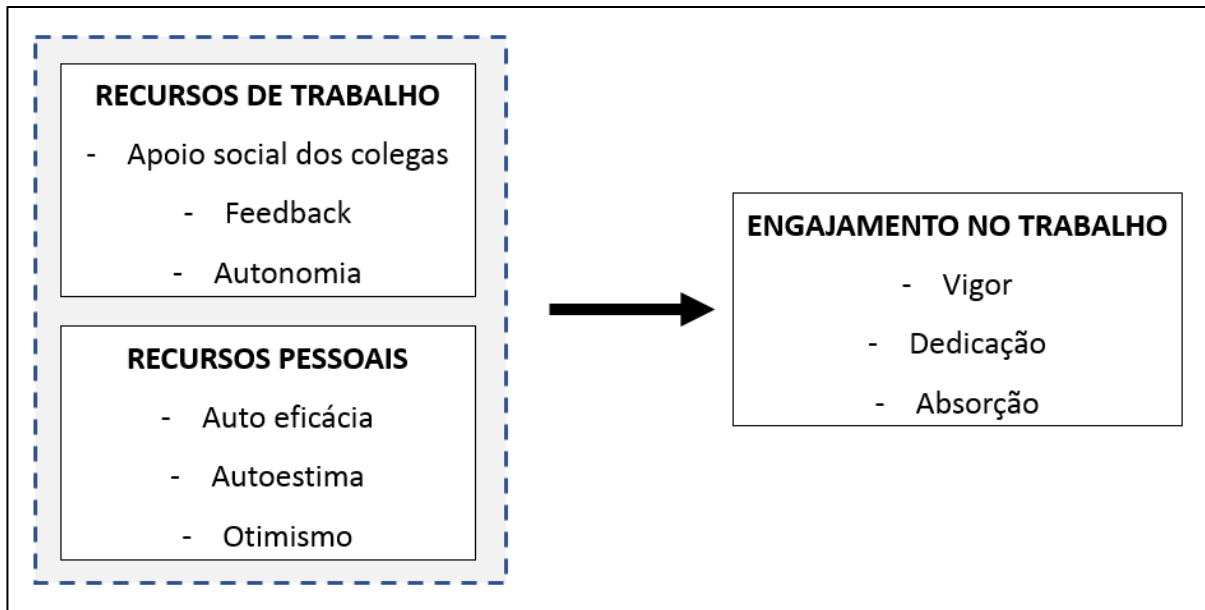 RECURSOS DE TRABALHO
- Apoio social dos colegas
- Feedback
- Autonomia
RECURSOS PESSOAIS
- Auto eficácia
- Autoestima
- Otimismo
ENGAJAMENTO NO TRABALHO
- Vigor
- Dedicação
- Absorção